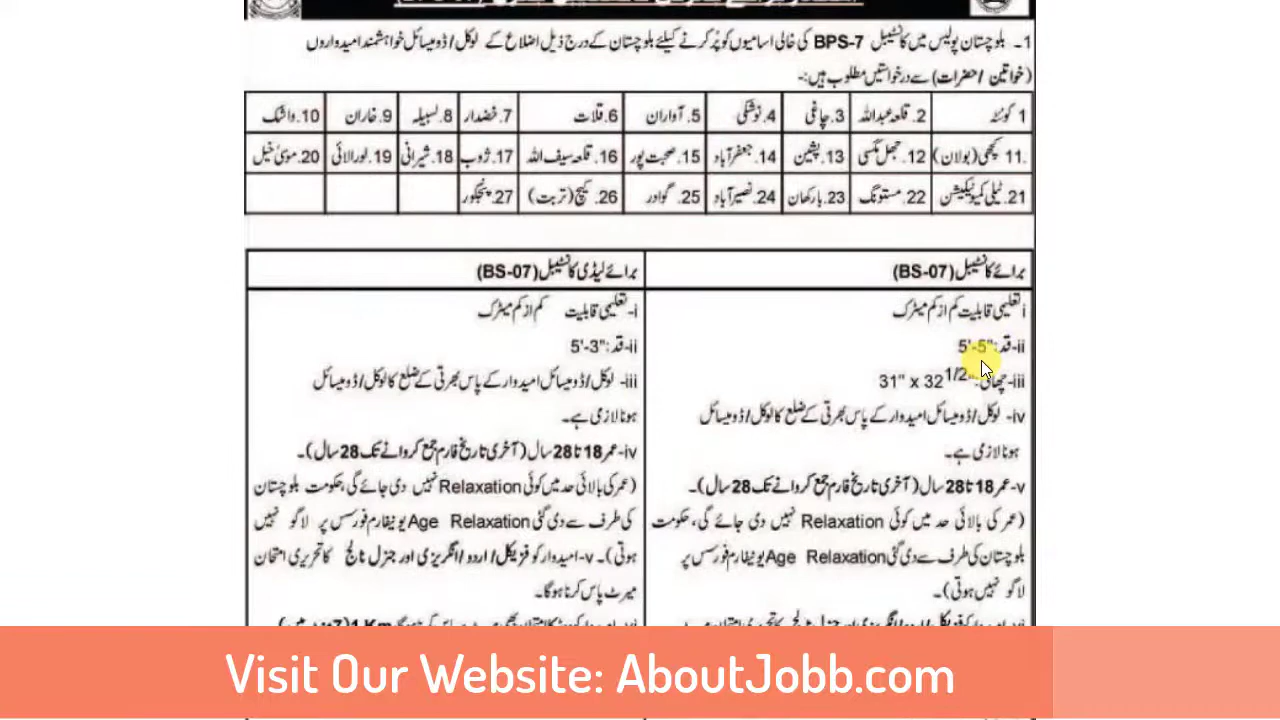 1۔ بلوچستان پولیس میں کانسٹیبل BPS-7 کی خالی اسامیوں کو پُر کرنے کیلئے بلوچستان کے درج ذیل اضلاع کے لوکل/ڈومیسائل خواہشمند امیدواروں
(خواتین/حضرات) سے درخواستیں مطلوب ہیں:-
1 کوئٹہ 2. قلعہ عبداللہ 3. چاغی 4. نوشکی 5. آواران 6. قلات 7. خضدار 8. لسبیلہ 9. خاران 10. واشک
11. کچھی (بولان) 12. جھل مگسی 13. پشین 14. جعفرآباد 15. صحبت پور 16. قلعہ سیف اللہ 17. ژوب 18. شیرانی 19. لورالائی 20. موسیٰ خیل
21. ٹیلی کمیونیکیشن 22. مستونگ 23. بارکھان 24. نصیرآباد 25. گوادر 26. کیچ (تربت) 27. پنجگور
برائے کانسٹیبل (BS-07)
i تعلیمی قابلیت کم از کم میٹرک
ii- قد: 5'-5"
iii- چھاتی: 31" x 32 1/2"
iv- لوکل/ڈومیسائل امیدوار کے پاس بھرتی کے ضلع کا لوکل/ڈومیسائل
ہونا لازمی ہے۔
v- عمر 18 تا 28 سال (آخری تاریخ فارم جمع کروانے تک 28 سال)۔
(عمر کی بالائی حد میں کوئی Relaxation نہیں دی جائے گی، حکومت
بلوچستان کی طرف سے دی گئی Age Relaxation یونیفارم فورسس پر
لاگو نہیں ہوتی)۔
برائے لیڈی کانسٹیبل (BS-07)
i- تعلیمی قابلیت کم از کم میٹرک
ii- قد: 5'-3"
iii- لوکل/ڈومیسائل امیدوار کے پاس بھرتی کے ضلع کا لوکل/ڈومیسائل
ہونا لازمی ہے۔
iv- عمر 18 تا 28 سال (آخری تاریخ فارم جمع کروانے تک 28 سال)۔
(عمر کی بالائی حد میں کوئی Relaxation نہیں دی جائے گی، حکومت بلوچستان
کی طرف سے دی گئی Age Relaxation یونیفارم فورسس پر لاگو نہیں
ہوتی)۔ v- امیدوار کو فزیکل/اردو/انگریزی اور جنرل نالج کا تحریری امتحان
میرٹ پاس کرنا ہوگا۔
Visit Our Website: AboutJobb.com